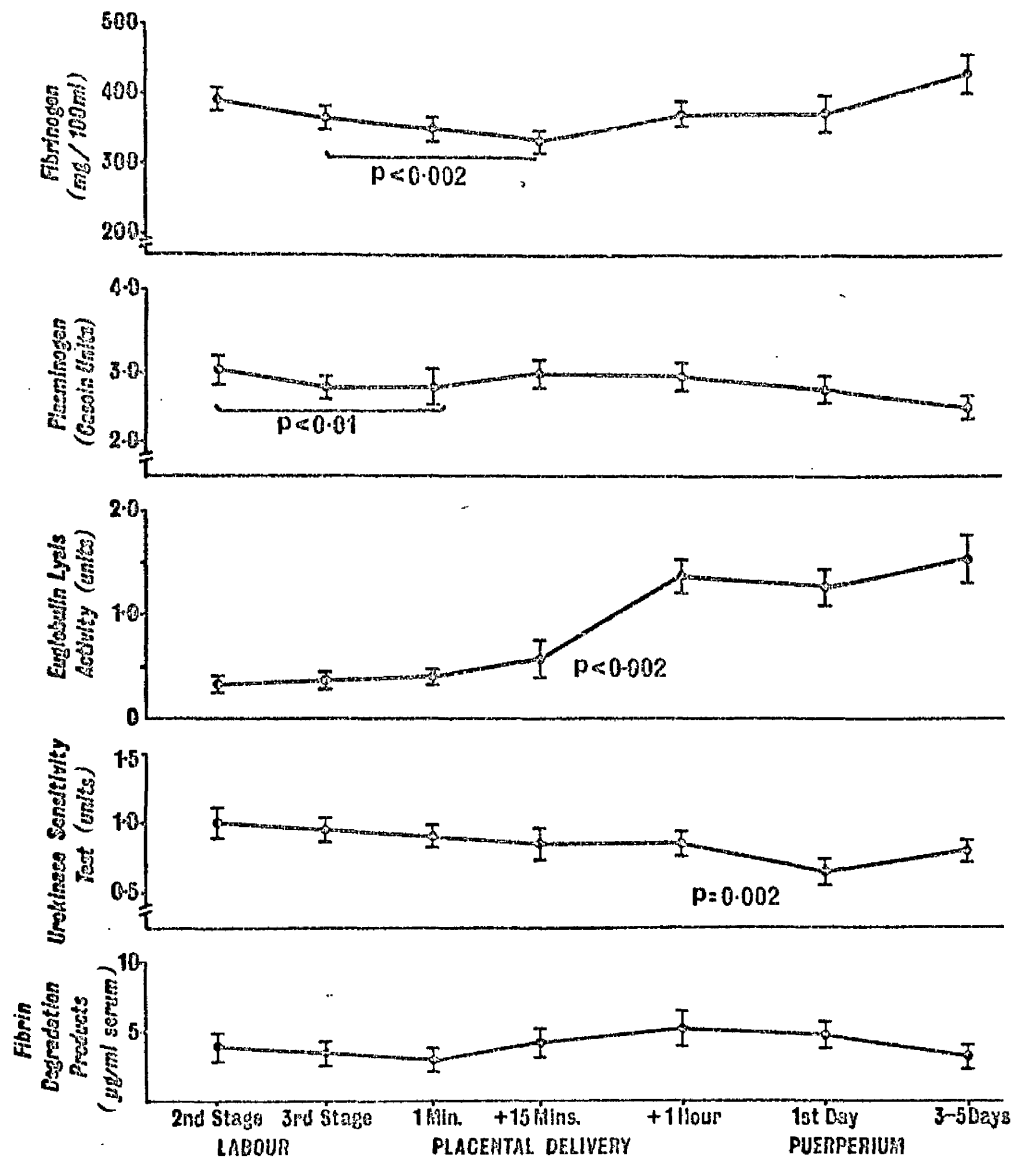 Fibrinogen
(mg/100ml)
500
400
300
200
p<0·002
Plasminogen
(Casein Units)
4·0
3·0
2·0
p<0·01
Euglobulin Lysis
Activity (units)
2·0
1·0
0
p<0·002
Urokinase Sensitivity
Test (units)
1·5
1·0
0·5
p=0·002
Fibrin
Degradation
Products
(µg/ml serum)
10
5
2nd Stage 3rd Stage 1 Min. +15 Mins. +1 Hour 1st Day 3-5 Days
LABOUR PLACENTAL DELIVERY PUERPERIUM